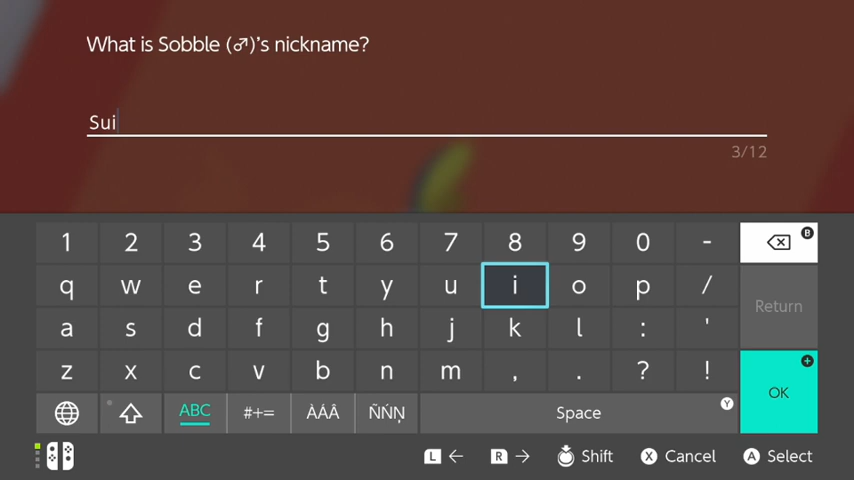 What is Sobble (♂)'s nickname?
Sui
3/12
1 2 3 4 5 6 7 8 9 0 - B
q w e r t y u i o p / Return
a s d f g h j k l : '
z x c v b n m , . ? ! + OK
ABC #+= ÀÁÂ ÑŃŅ Space Y
L ← R → Shift X Cancel A Select